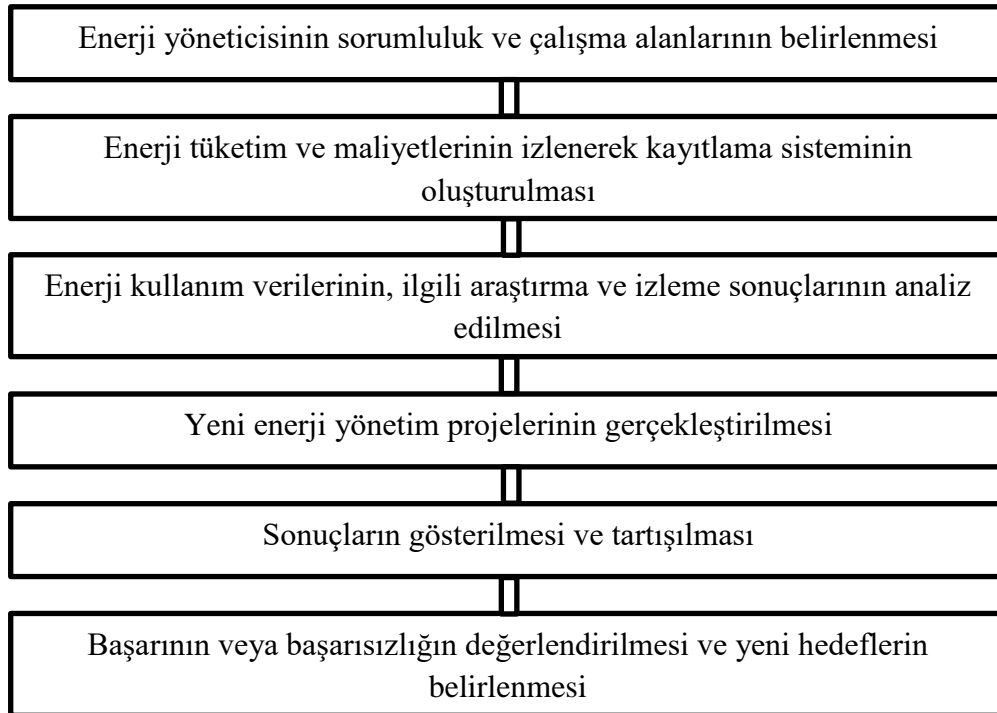 Enerji yöneticisinin sorumluluk ve çalışma alanlarının belirlenmesi
Enerji tüketim ve maliyetlerinin izlenerek kayıtlama sisteminin
oluşturulması
Enerji kullanım verilerinin, ilgili araştırma ve izleme sonuçlarının analiz
edilmesi
Yeni enerji yönetim projelerinin gerçekleştirilmesi
Sonuçların gösterilmesi ve tartışılması
Başarının veya başarısızlığın değerlendirilmesi ve yeni hedeflerin
belirlenmesi